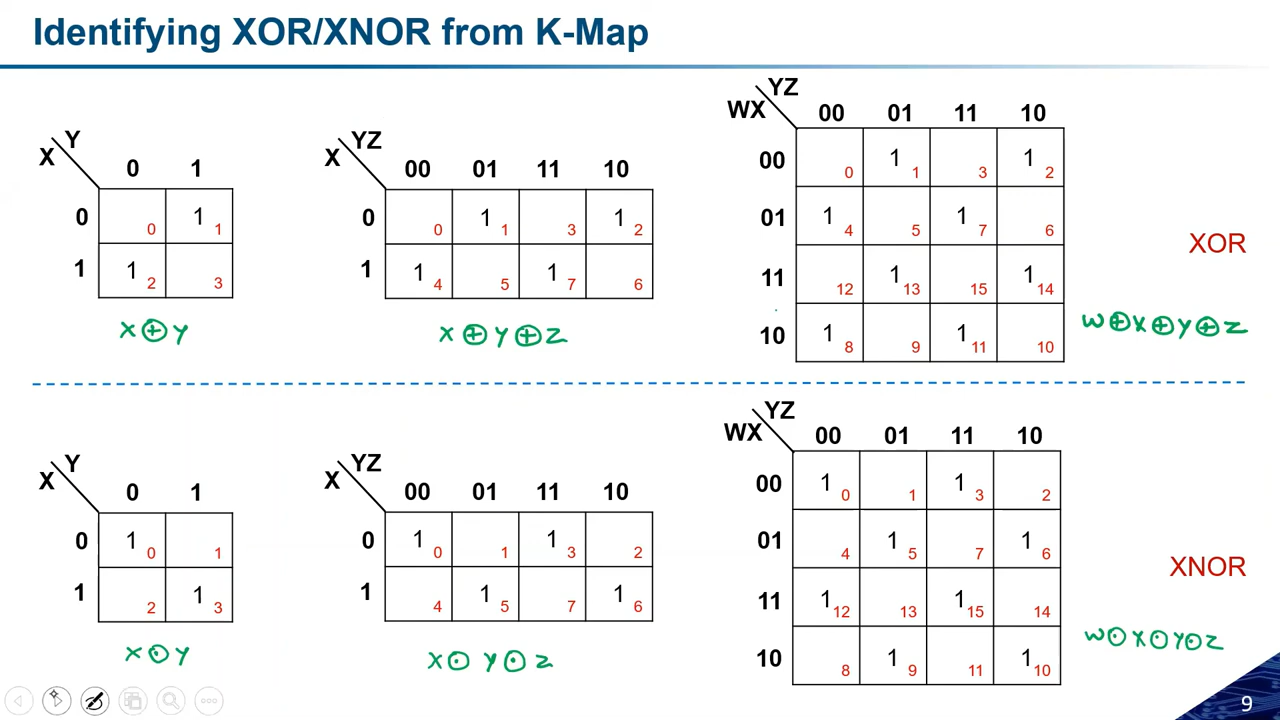 Identifying XOR/XNOR from K-Map
Y
X
0 1
0 0 1 1
1 1 2 3
X ⊕ Y
YZ
X
00 01 11 10
0 0 1 1 3 1 2
1 1 4 5 1 7 6
X ⊕ Y ⊕ Z
YZ
WX
00 01 11 10
00 0 1 1 3 1 2
01 1 4 5 1 7 6
11 12 1 13 15 1 14
10 1 8 9 1 11 10
XOR
W ⊕ X ⊕ Y ⊕ Z
Y
X
0 1
0 1 0 1
1 2 1 3
X ⊙ Y
YZ
X
00 01 11 10
0 1 0 1 1 3 2
1 4 1 5 7 1 6
X ⊙ Y ⊙ Z
YZ
WX
00 01 11 10
00 1 0 1 1 3 2
01 4 1 5 7 1 6
11 1 12 13 1 15 14
10 8 1 9 11 1 10
XNOR
W ⊙ X ⊙ Y ⊙ Z
9